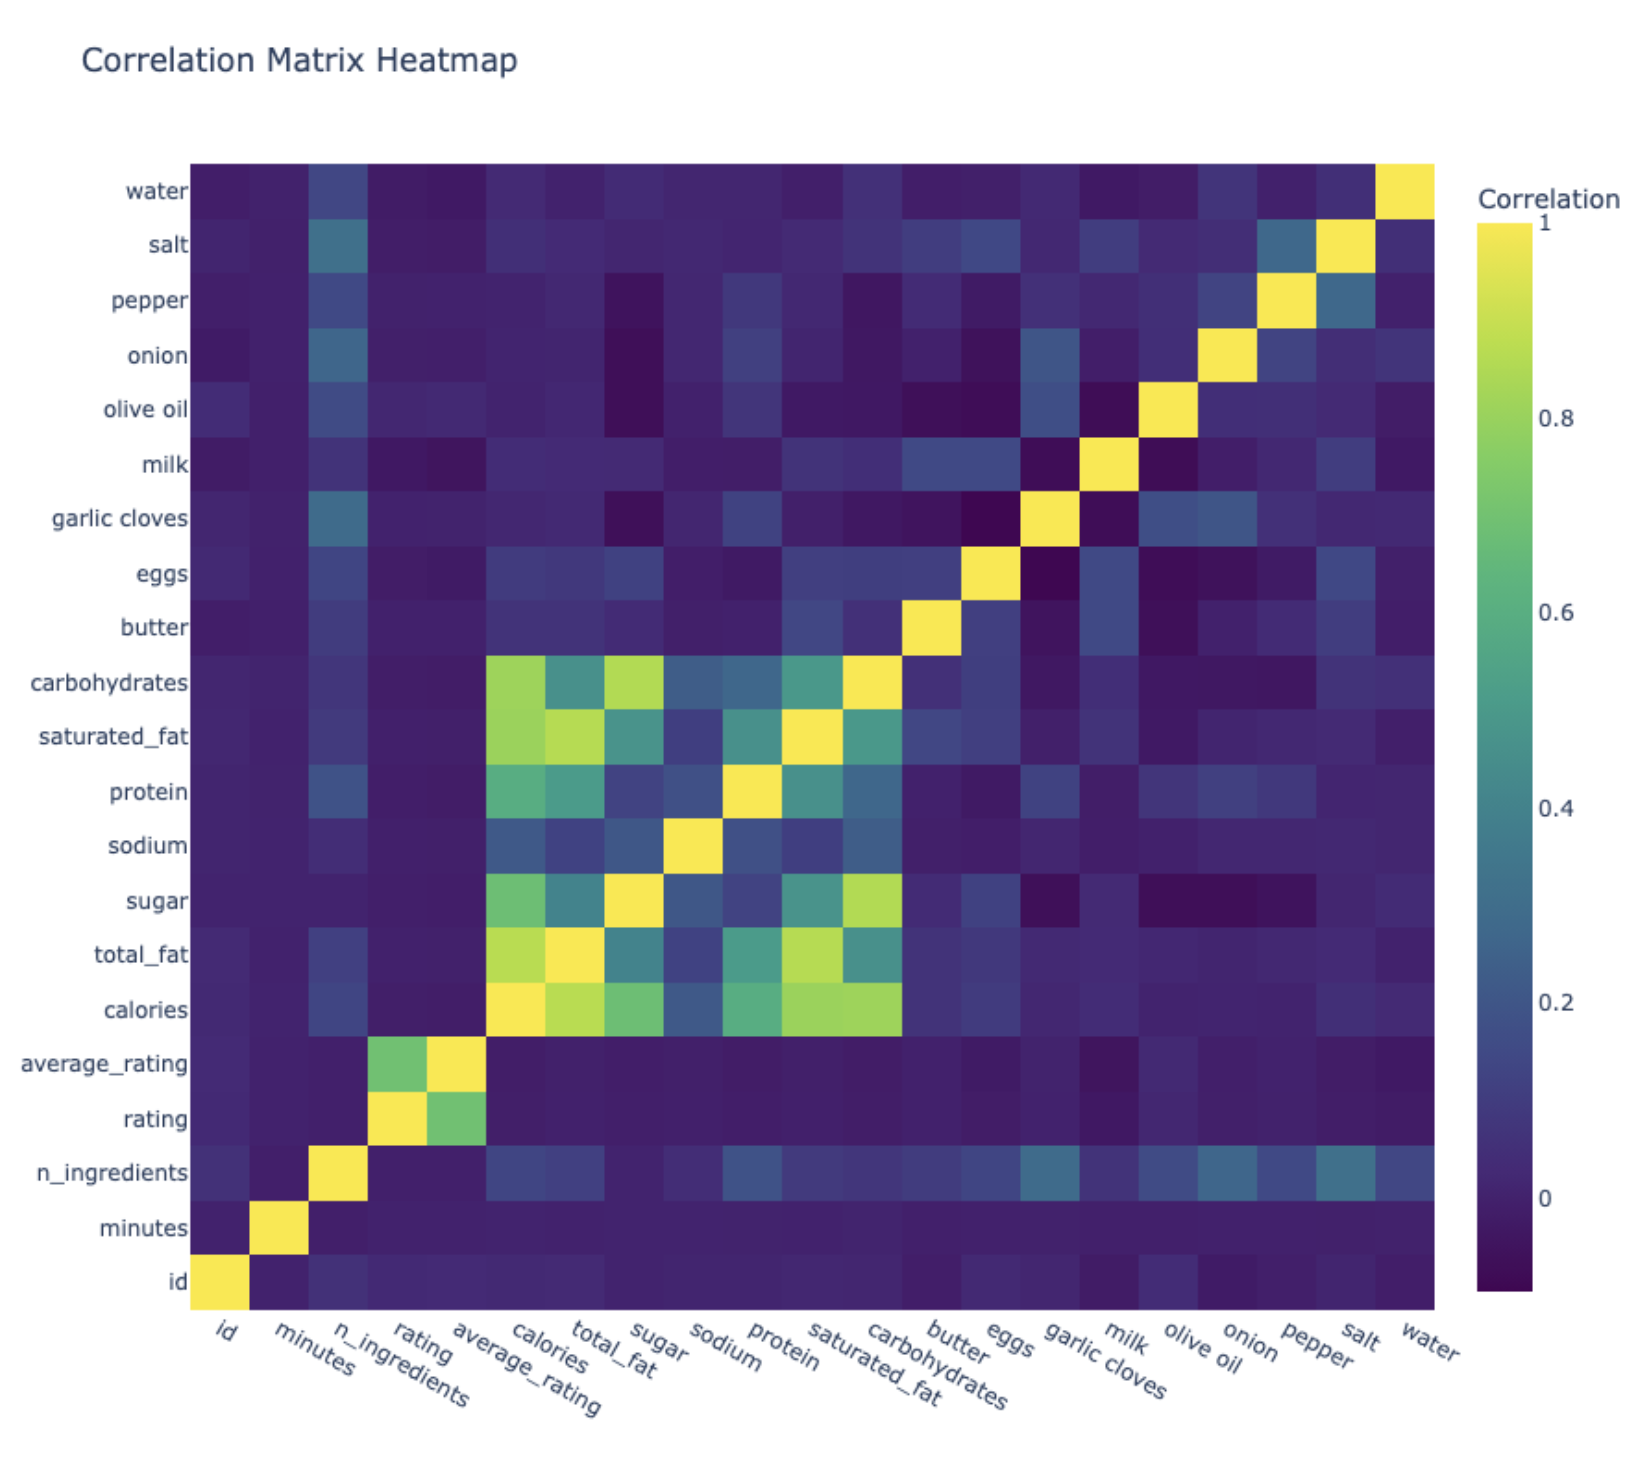 Correlation Matrix Heatmap
water
salt
pepper
onion
olive oil
milk
garlic cloves
eggs
butter
carbohydrates
saturated_fat
protein
sodium
sugar
total_fat
calories
average_rating
rating
n_ingredients
minutes
id
id
minutes
n_ingredients
rating
average_rating
calories
total_fat
sugar
sodium
protein
saturated_fat
carbohydrates
butter
eggs
garlic cloves
milk
olive oil
onion
pepper
salt
water
Correlation
1
0.8
0.6
0.4
0.2
0